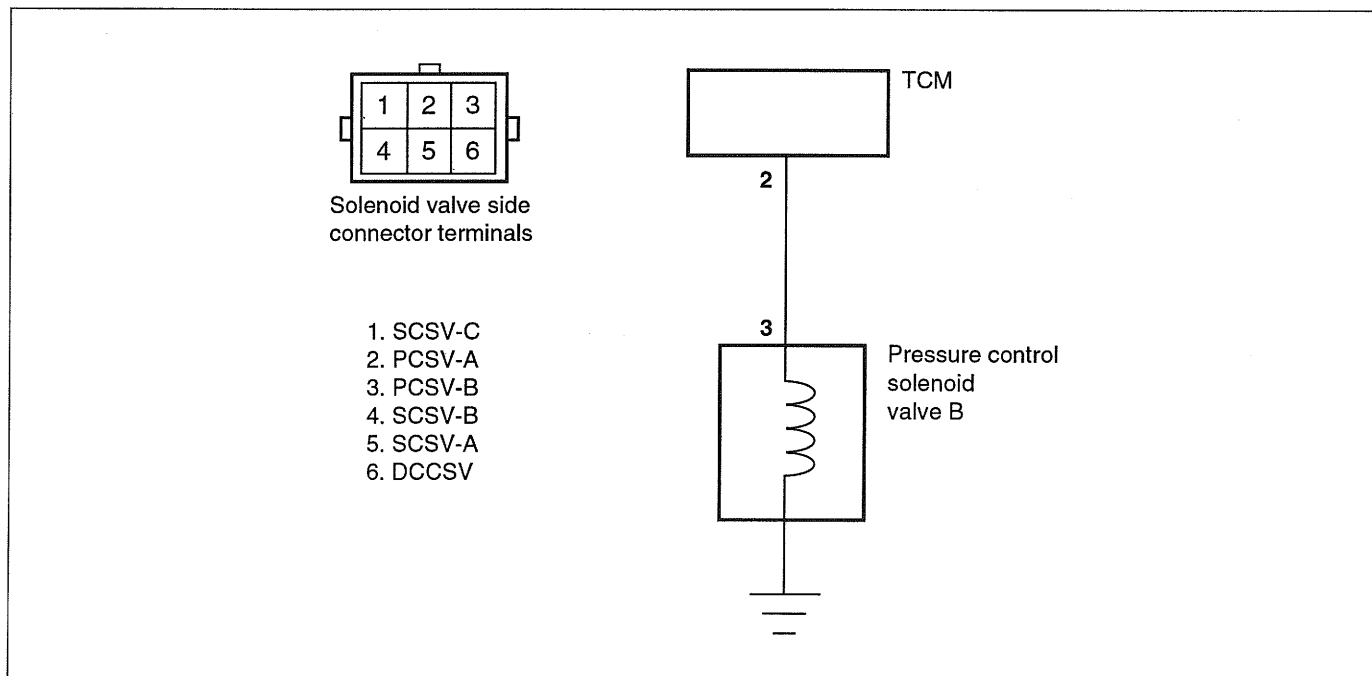 1 2 3
4 5 6
Solenoid valve side
connector terminals
1. SCSV-C
2. PCSV-A
3. PCSV-B
4. SCSV-B
5. SCSV-A
6. DCCSV
TCM
2
3
Pressure control
solenoid
valve B